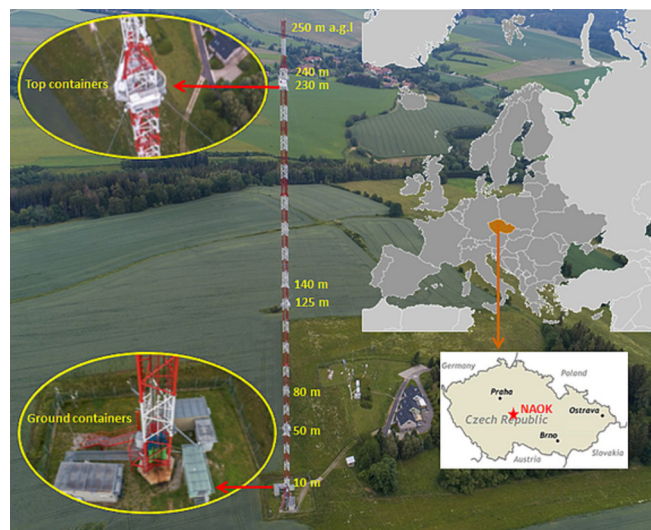 250 m a.g.l
240 m
230 m
Top containers
140 m
125 m
80 m
50 m
10 m
Ground containers
Germany
Poland
Praha
NAOK
Czech Republic
Ostrava
Brno
Austria
Slovakia